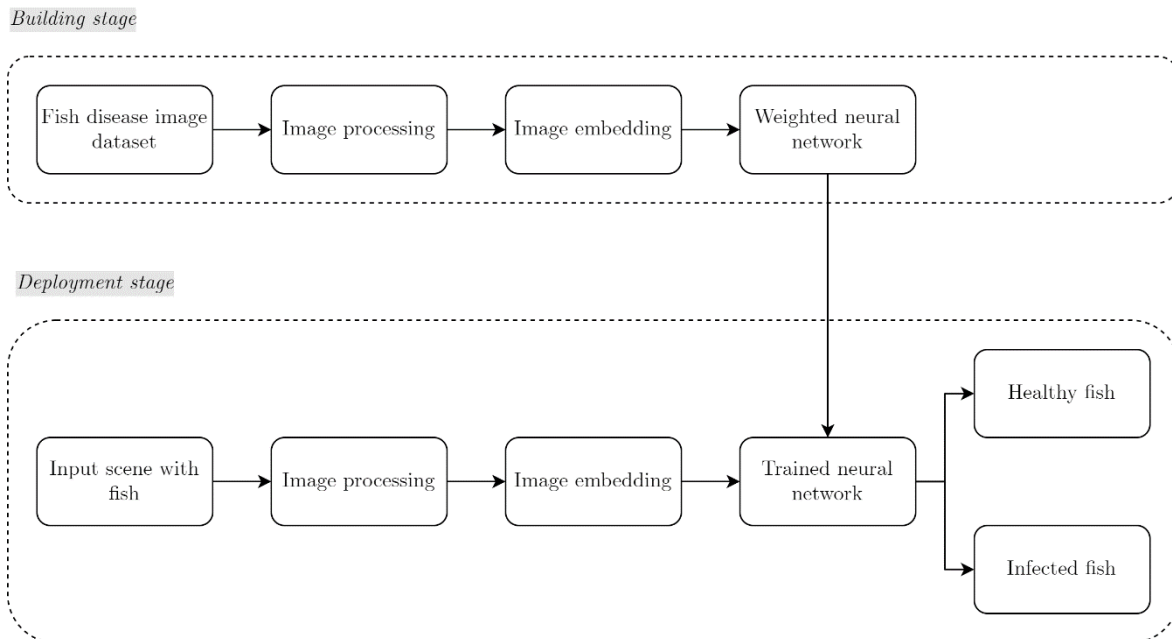 Building stage
Fish disease image
dataset
Image processing
Image embedding
Weighted neural
network
Deployment stage
Input scene with
fish
Image processing
Image embedding
Trained neural
network
Healthy fish
Infected fish